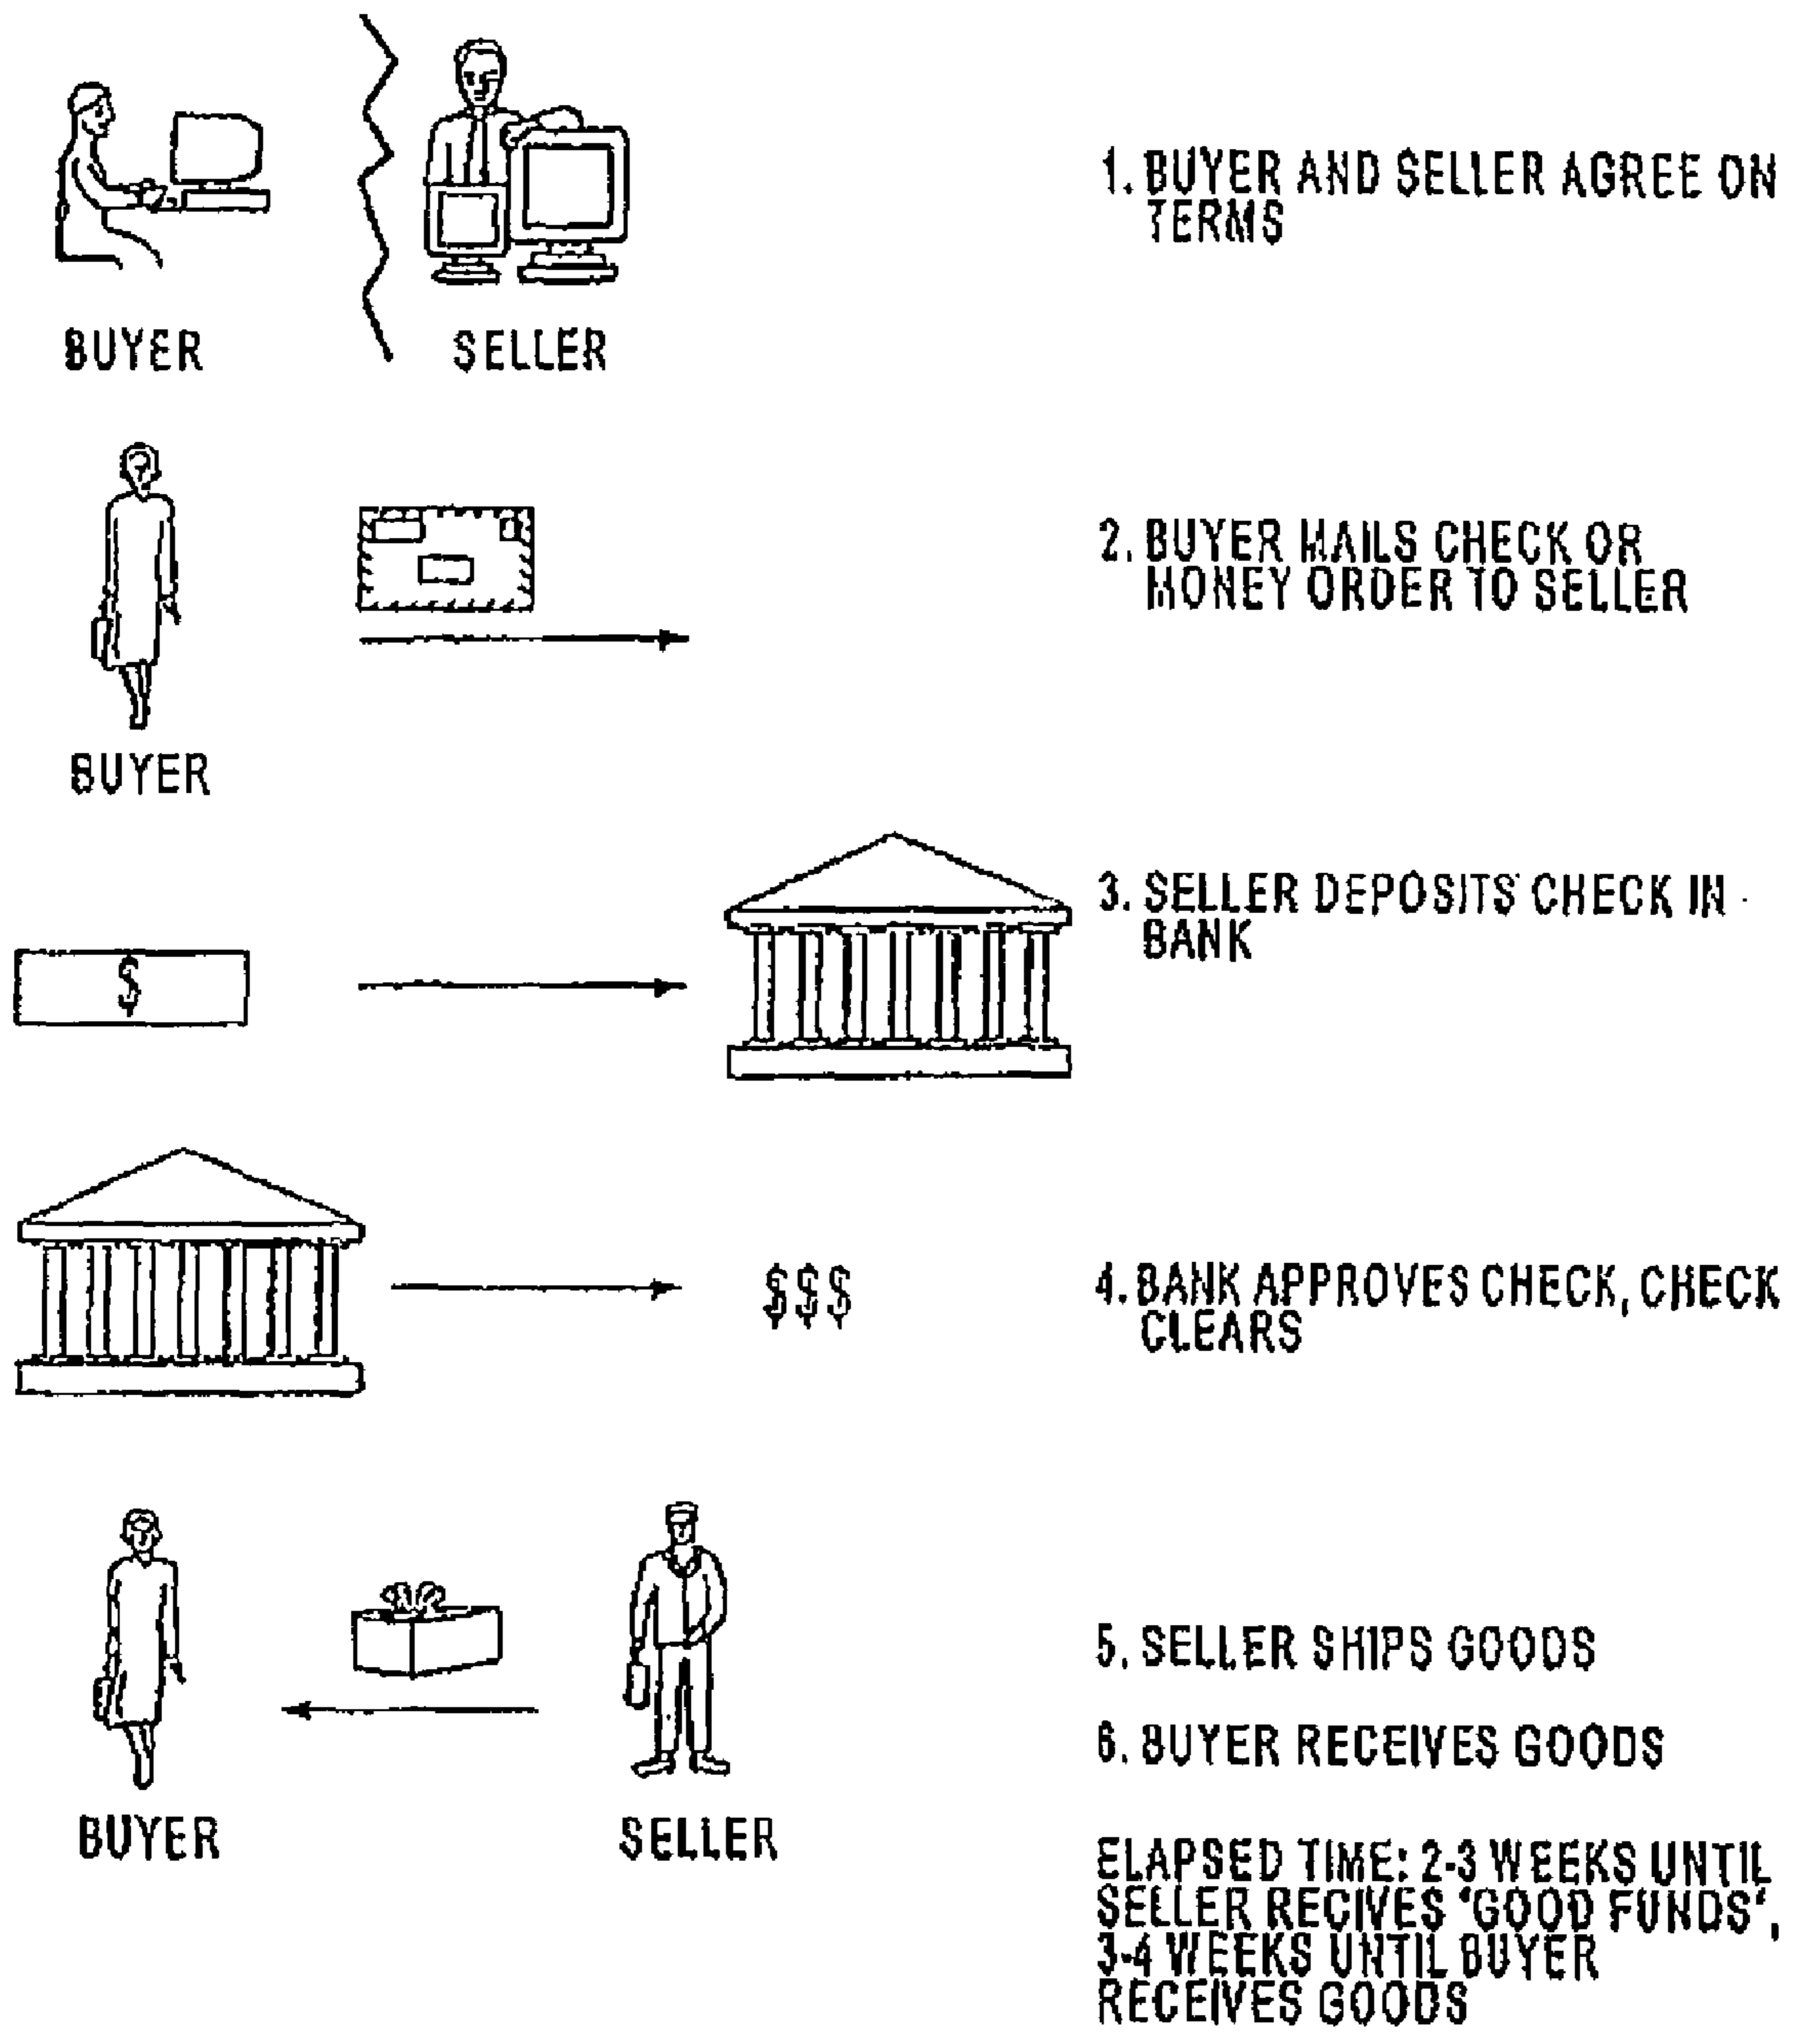 1. BUYER AND SELLER AGREE ON
TERMS
BUYER
SELLER
2. BUYER MAILS CHECK OR
MONEY ORDER TO SELLER
BUYER
3. SELLER DEPOSITS CHECK IN
BANK
$
4. BANK APPROVES CHECK, CHECK
CLEARS
$$$
5. SELLER SHIPS GOODS
6. BUYER RECEIVES GOODS
BUYER
SELLER
ELAPSED TIME: 2-3 WEEKS UNTIL
SELLER RECIVES 'GOOD FUNDS',
3-4 WEEKS UNTIL BUYER
RECEIVES GOODS